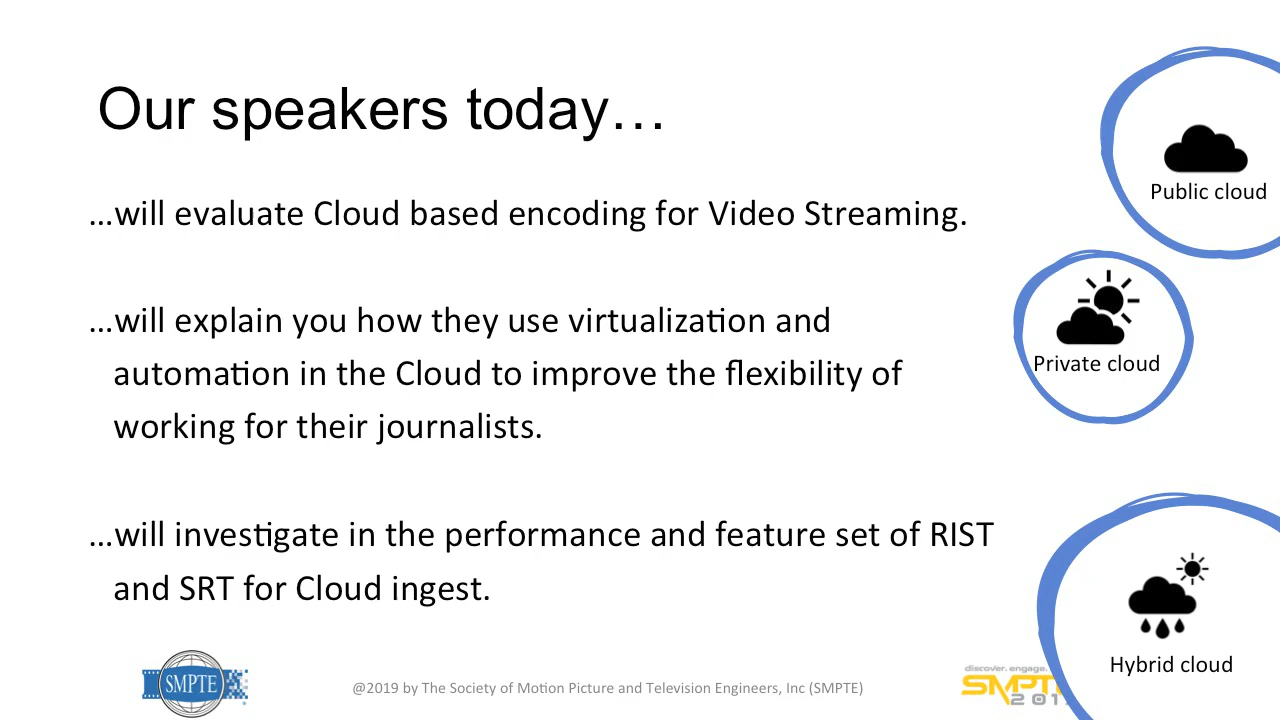 Our speakers today…
…will evaluate Cloud based encoding for Video Streaming.
…will explain you how they use virtualization and
automation in the Cloud to improve the flexibility of
working for their journalists.
…will investigate in the performance and feature set of RIST
and SRT for Cloud ingest.
Public cloud
Private cloud
Hybrid cloud
SMPTE
@2019 by The Society of Motion Picture and Television Engineers, Inc (SMPTE)
discover. engage.